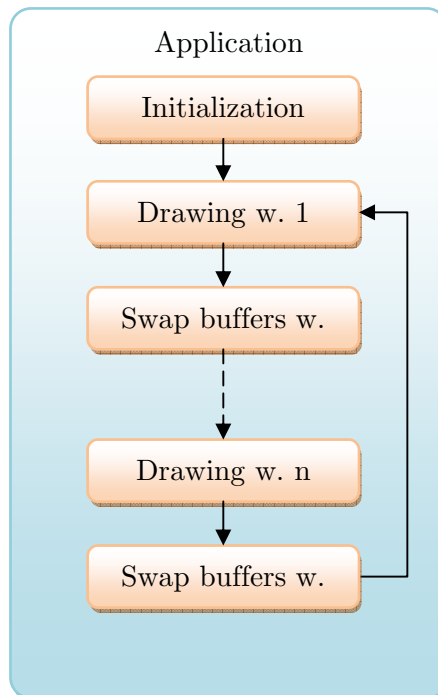 Application
Initialization
Drawing w. 1
Swap buffers w.
Drawing w. n
Swap buffers w.